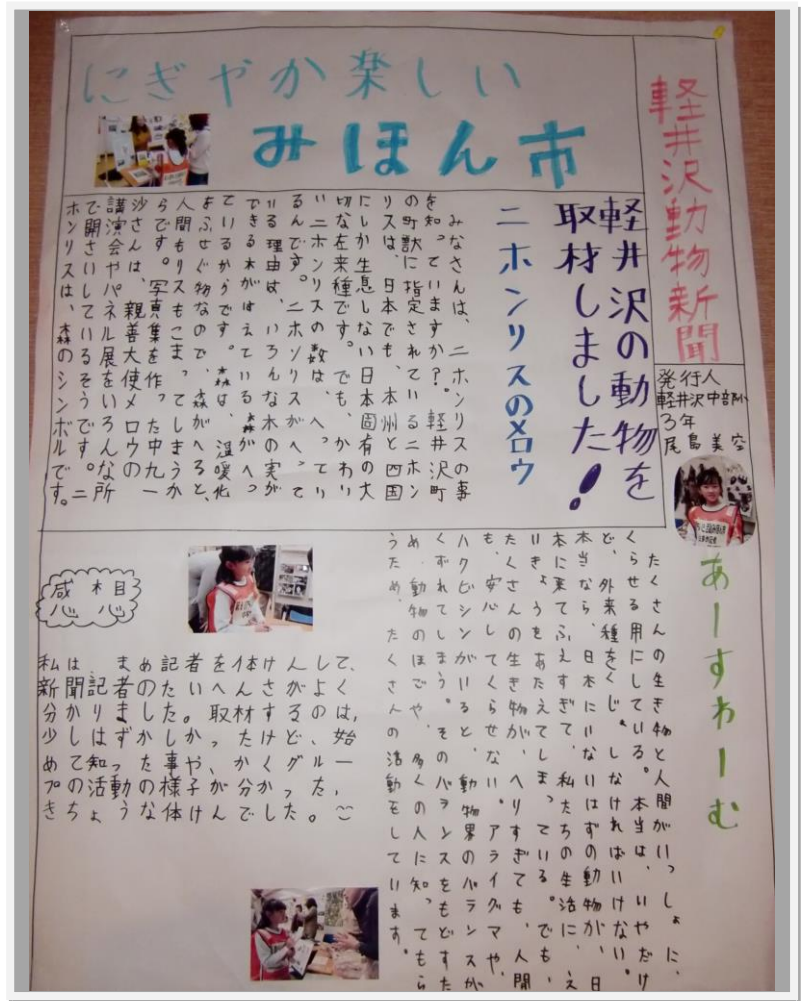 軽井沢動物新聞
発行人
軽井沢中部小
3年
尾島美空
にぎやか楽しい
みほん市
軽井沢の動物を
取材しました!
ニホンリスのメロウ
みなさんは、ニホンリスの事
を知っていますか?。軽井沢町
の町獣に指定されているニホン
リスは、日本でも、本州と四国
にしか生息しない日本固有の大
切な在来種です。でも、かわい
いニホンリスの数は、へってい
るんです。ニホンリスがへって
いる理由は、いろんな木の実が
できる木がはえている森がへっ
ているからです。森は、温暖化
をふせぐ物なので、森がへると、
人間もリスもこまってしまうか
らです。写真集を作った中九一
沙さんは、親善大使メロウの
講演会やパネル展をいろんな所
で開さいしているそうです。ニ
ホンリスは、森のシンボルです。
あーすわーむ
たくさんの生き物と人間がいっしょに、
くらせる用にしている。本当は、いやだけ
ど、外来種をくじょしなければいけない。
本当なら、日本にいないはずの動物が、日
本に来てふえすぎて、私たちの生活に、え
いきょうをあたえてしまっている。でも、
たくさんの生き物が、へりすぎても、人間
も、安心してくらせない。アライグマや、
ハクビシンがいると、動物界のバランスが
くずれてしまう。そのバランスをもどすた
め、動物のほごや、多くの人に知ってもら
うため、たくさんの活動をしています。
感想
私は、まめ記者を体けんして、
新聞記者のたいへんさがよく
分かりました。取材するのは、
少しはずかしかったけど、始
めて知った事や、かくグルー
プの活動の様子が分かった、
きちょうな体けんでした。